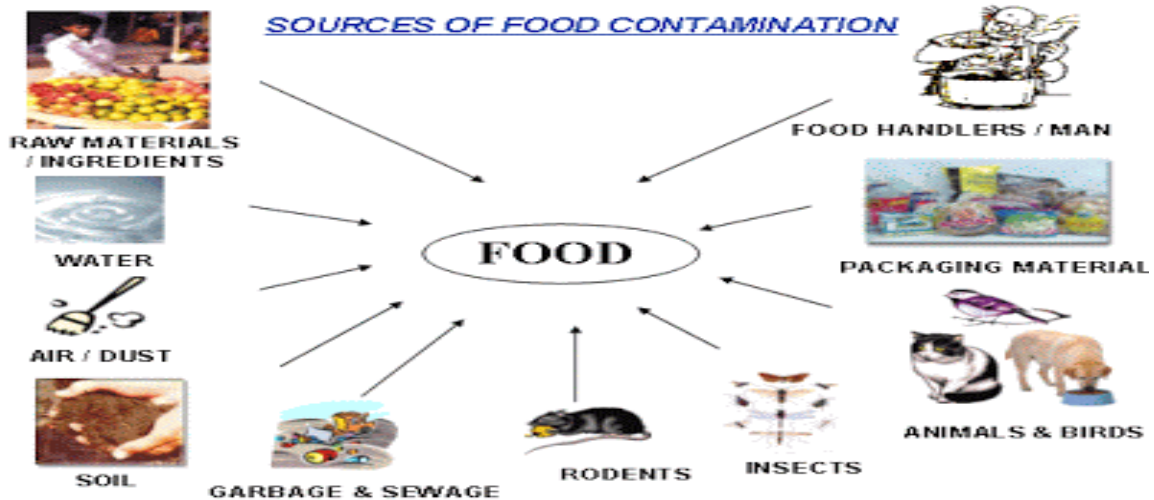 SOURCES OF FOOD CONTAMINATION
RAW MATERIALS
/ INGREDIENTS
FOOD HANDLERS / MAN
WATER
FOOD
PACKAGING MATERIAL
AIR / DUST
ANIMALS & BIRDS
SOIL
GARBAGE & SEWAGE
RODENTS
INSECTS